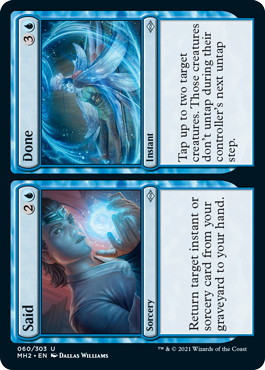 Said 2
Sorcery
Return target instant or
sorcery card from your
graveyard to your hand.
Done 3
Instant
Tap up to two target
creatures. Those creatures
don't untap during their
controller's next untap
step.
060/303 U
MH2 • EN DALLAS WILLIAMS
™ & © 2021 Wizards of the Coast